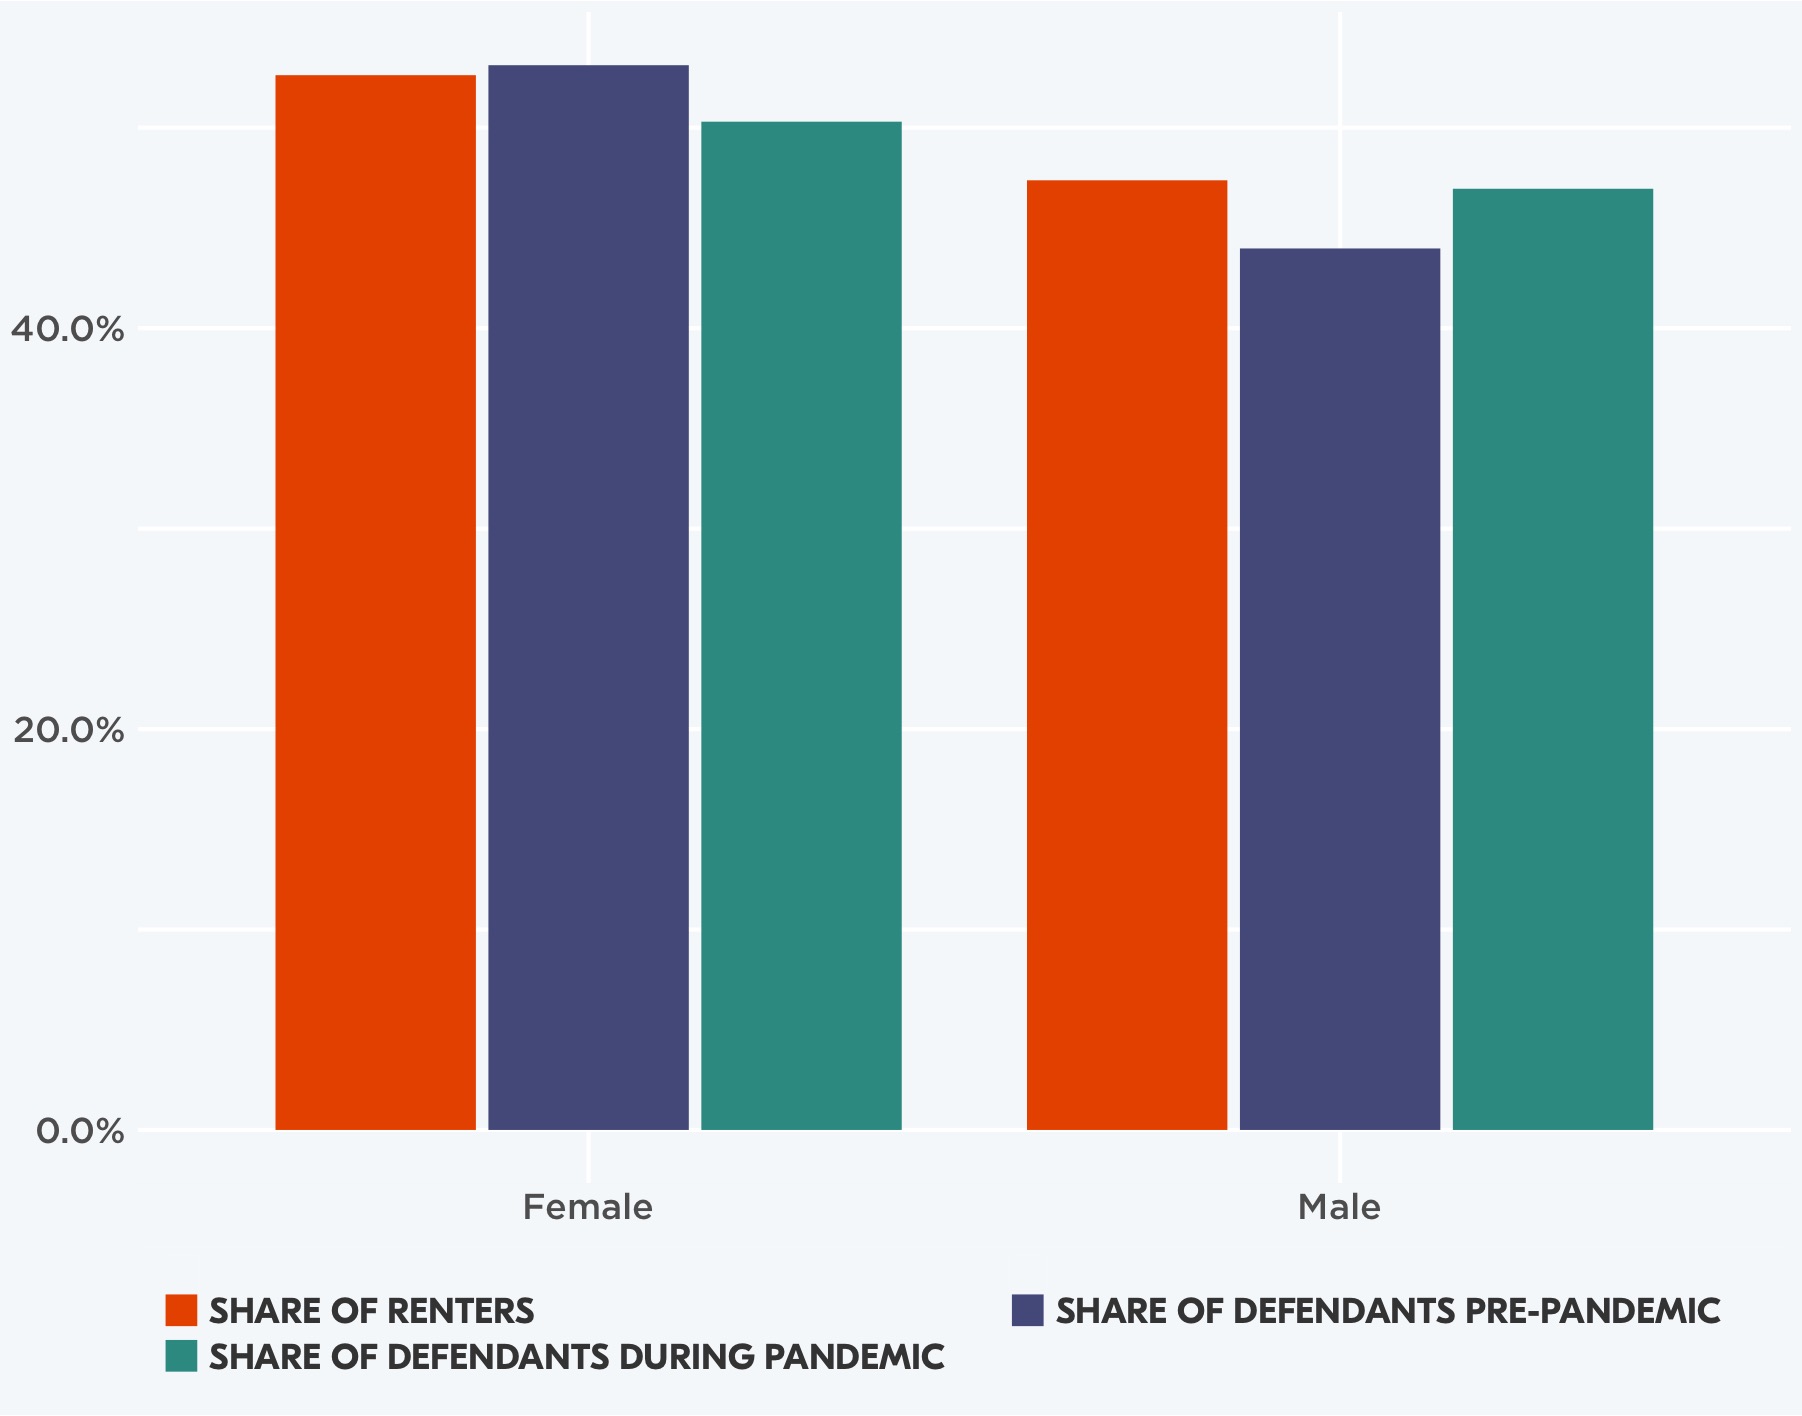 40.0%
20.0%
0.0%
Female Male
SHARE OF RENTERS SHARE OF DEFENDANTS PRE-PANDEMIC
SHARE OF DEFENDANTS DURING PANDEMIC